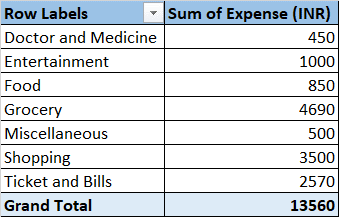 Row Labels Sum of Expense (INR)
Doctor and Medicine 450
Entertainment 1000
Food 850
Grocery 4690
Miscellaneous 500
Shopping 3500
Ticket and Bills 2570
Grand Total 13560